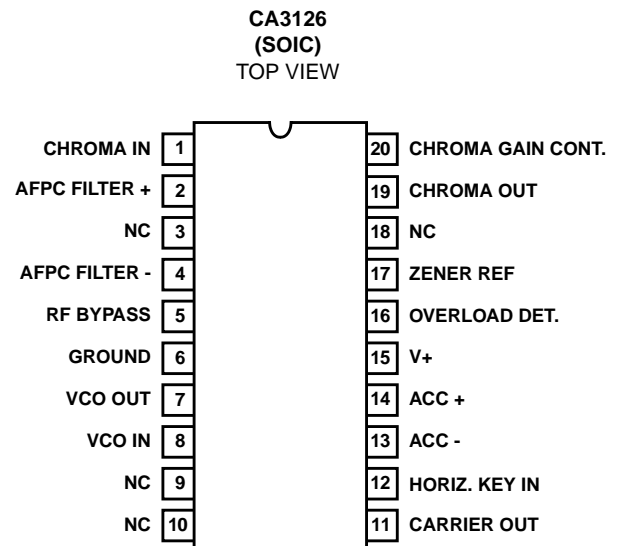 CA3126
(SOIC)
TOP VIEW
CHROMA IN 1
AFPC FILTER + 2
NC 3
AFPC FILTER - 4
RF BYPASS 5
GROUND 6
VCO OUT 7
VCO IN 8
NC 9
NC 10
20 CHROMA GAIN CONT.
19 CHROMA OUT
18 NC
17 ZENER REF
16 OVERLOAD DET.
15 V+
14 ACC +
13 ACC -
12 HORIZ. KEY IN
11 CARRIER OUT